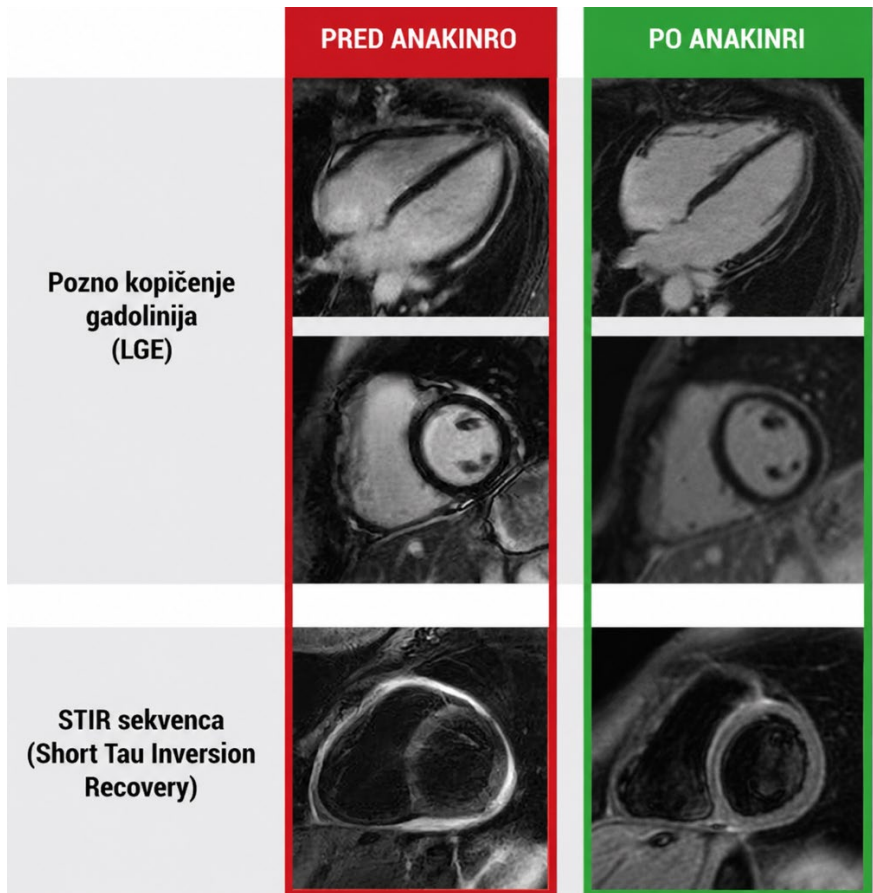 PRED ANAKINRO
PO ANAKINRI
Pozno kopičenje
gadolinija
(LGE)
STIR sekvenca
(Short Tau Inversion
Recovery)